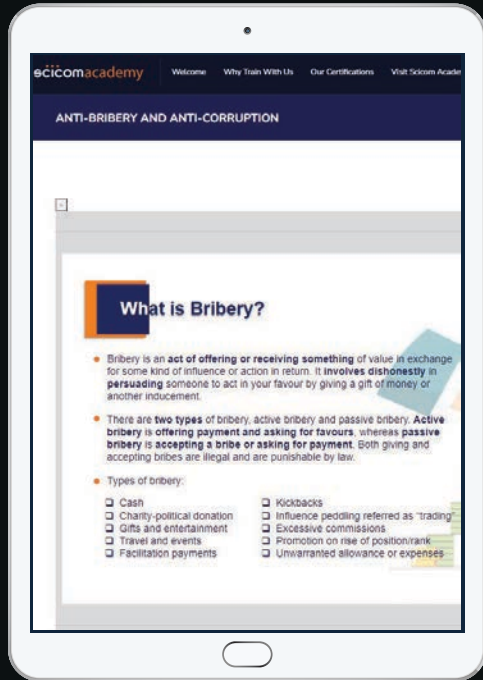 scicomacademy Welcome Why Train With Us Our Certifications Visit Scicom
ANTI-BRIBERY AND ANTI-CORRUPTION
What is Bribery?
Bribery is an act of offering or receiving something of value in exchange
for some kind of influence or action in return. It involves dishonestly in
persuading someone to act in your favour by giving a gift of money or
another inducement.
There are two types of bribery, active bribery and passive bribery. Active
bribery is offering payment and asking for favours, whereas passive
bribery is accepting a bribe or asking for payment. Both giving and
accepting bribes are illegal and are punishable by law.
Types of bribery:
Cash
Charity-political donation
Gifts and entertainment
Travel and events
Facilitation payments
Kickbacks
Influence peddling referred as "trading"
Excessive commissions
Promotion on rise of position/rank
Unwarranted allowance or expenses